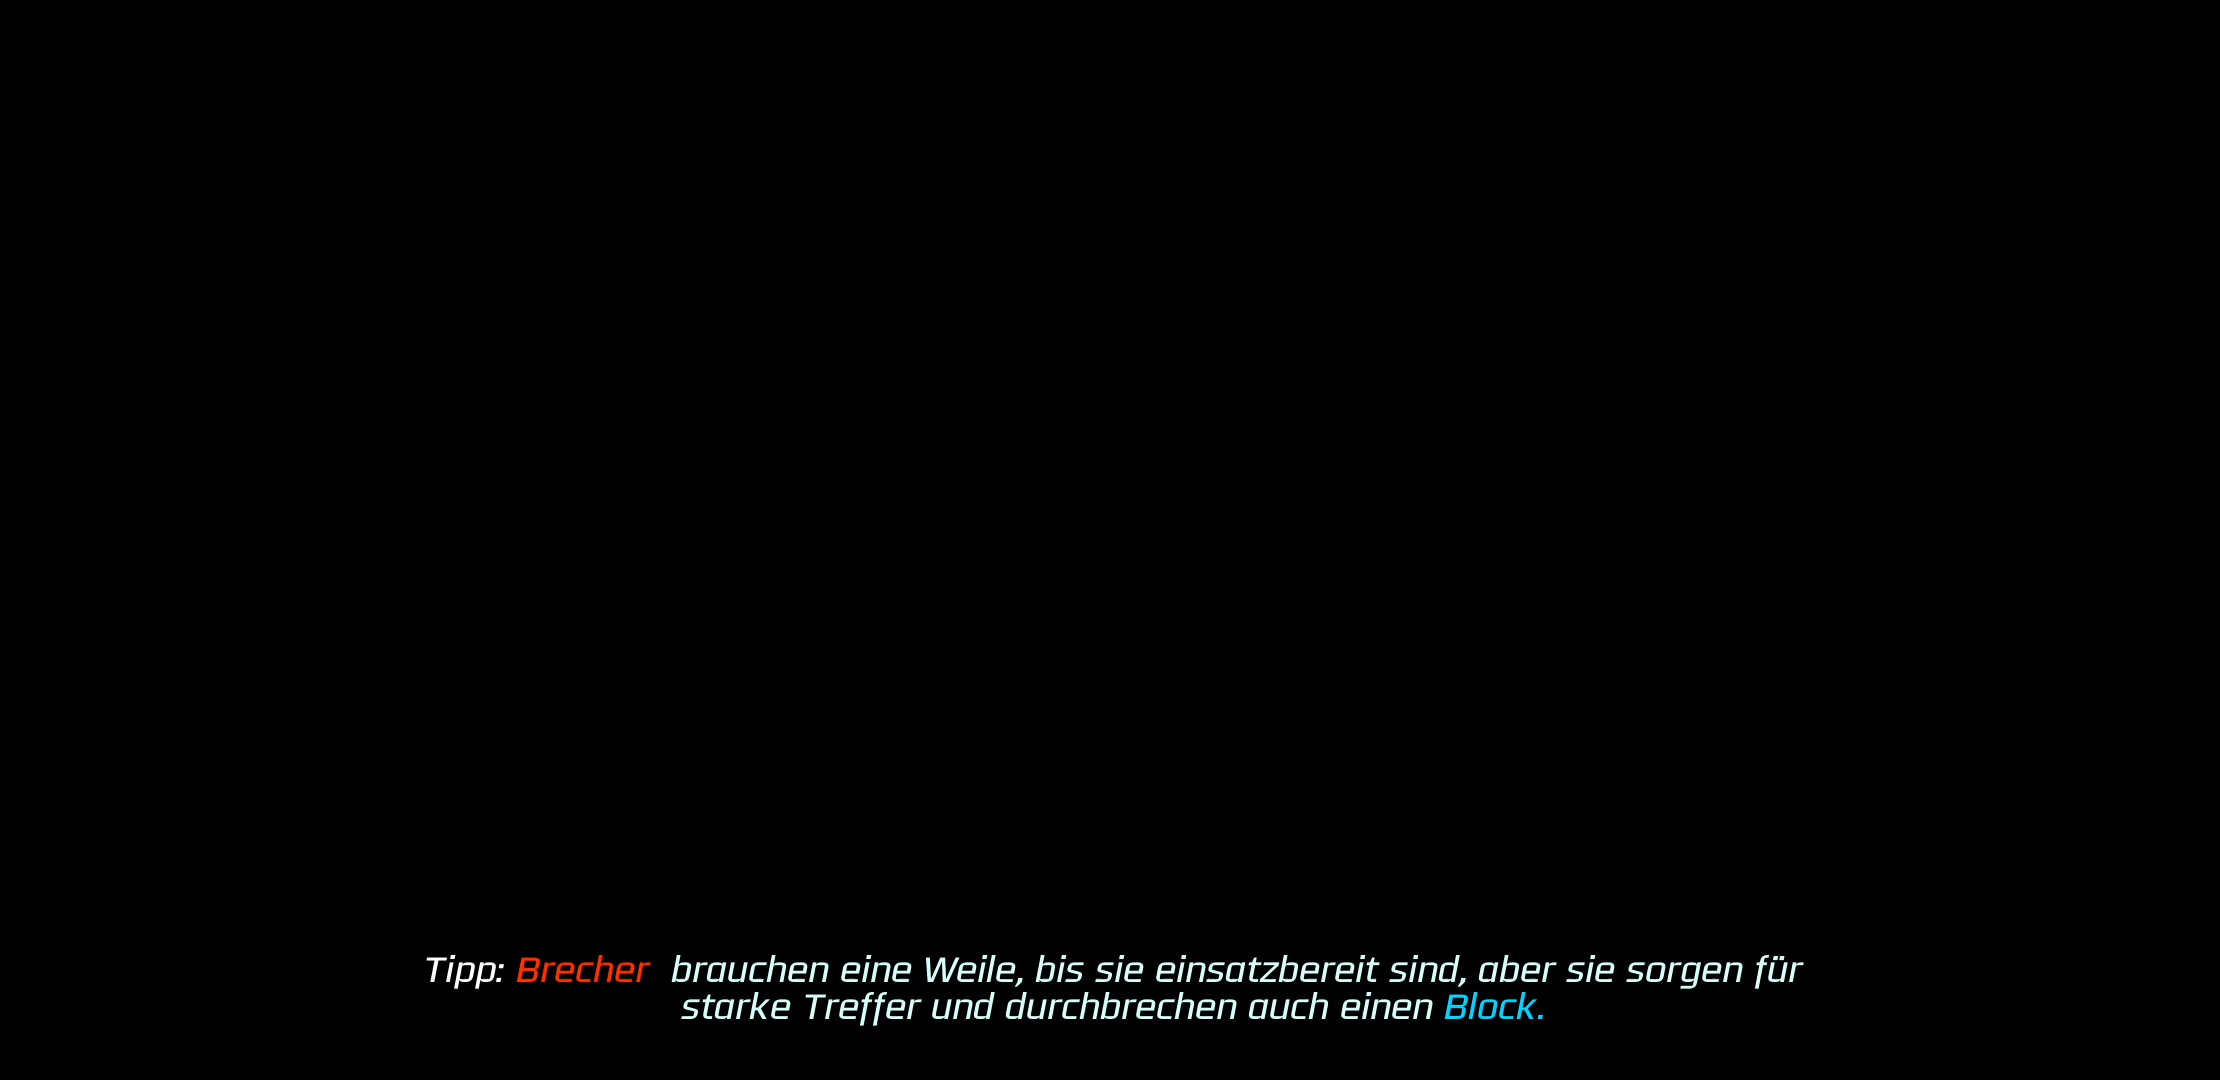 Tipp: Brecher brauchen eine Weile, bis sie einsatzbereit sind, aber sie sorgen für
starke Treffer und durchbrechen auch einen Block.